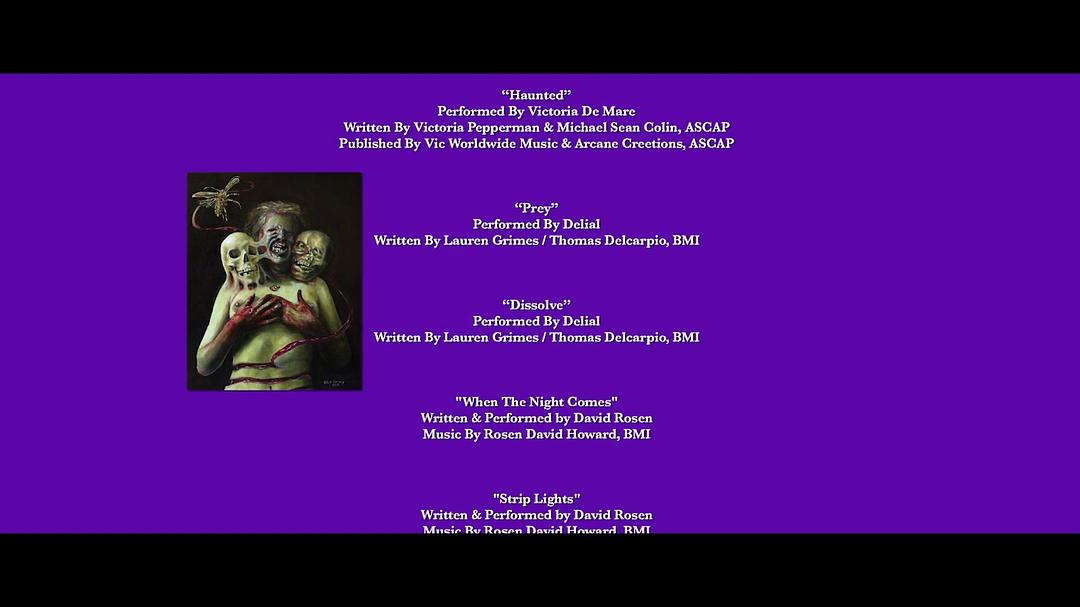 “Haunted”
Performed By Victoria De Mare
Written By Victoria Pepperman & Michael Sean Colin, ASCAP
Published By Vic Worldwide Music & Arcane Creetions, ASCAP
“Prey”
Performed By Delial
Written By Lauren Grimes / Thomas Delcarpio, BMI
“Dissolve”
Performed By Delial
Written By Lauren Grimes / Thomas Delcarpio, BMI
"When The Night Comes"
Written & Performed by David Rosen
Music By Rosen David Howard, BMI
"Strip Lights"
Written & Performed by David Rosen
Music By Rosen David Howard, BMI